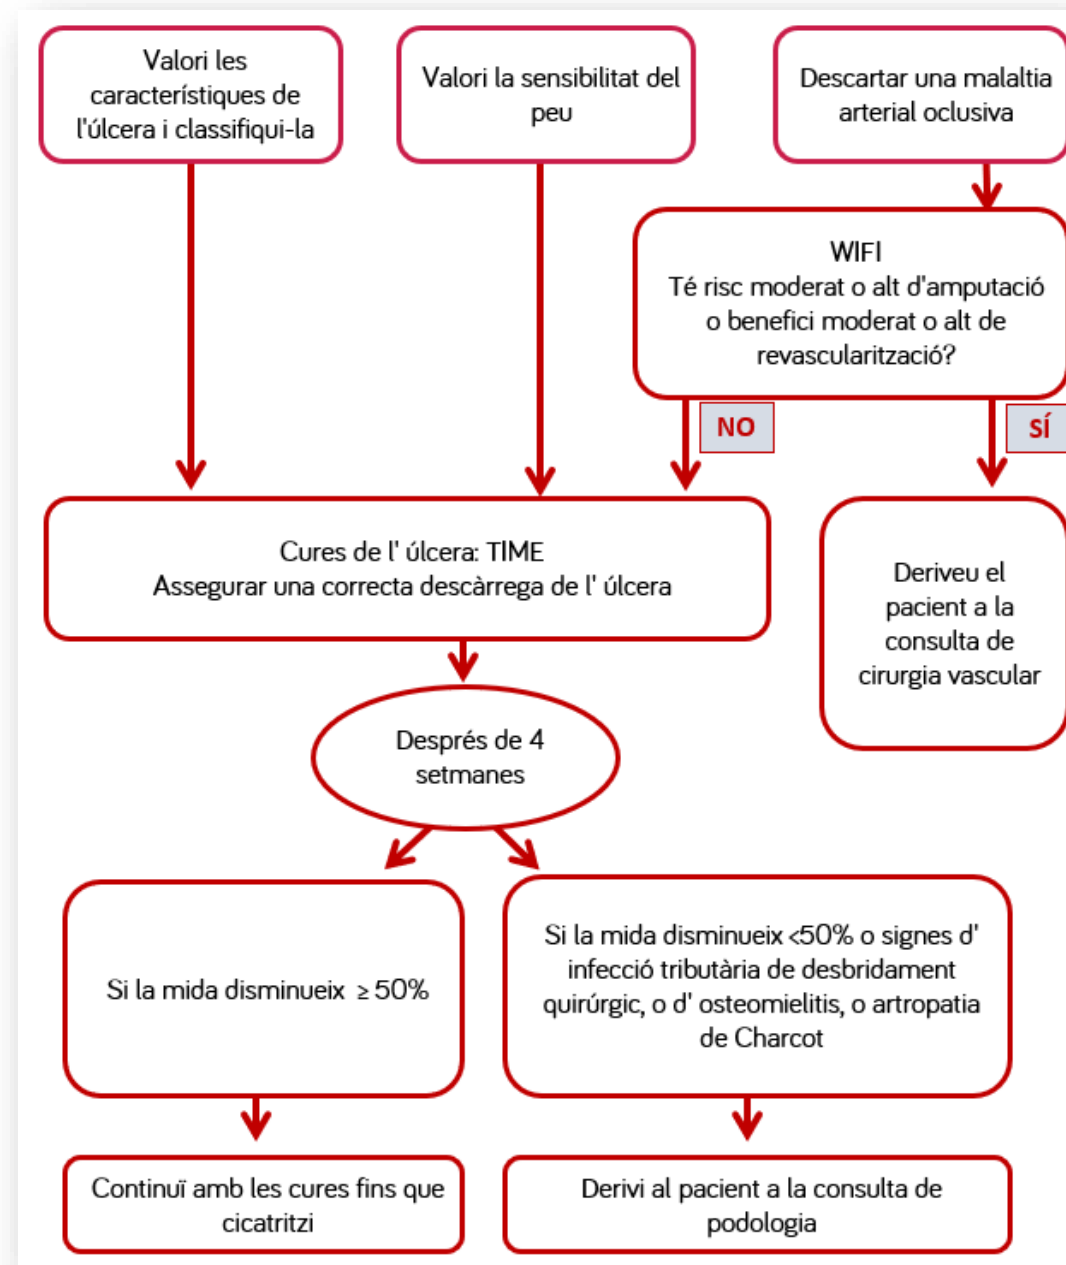 Valori les
característiques de
l'úlcera i classifiqui-la
Valori la sensibilitat del
peu
Descartar una malaltia
arterial oclusiva
WIFI
Té risc moderat o alt d'amputació
o benefici moderat o alt de
revascularització?
NO
SÍ
Cures de l' úlcera: TIME
Assegurar una correcta descàrrega de l' úlcera
Deriveu el
pacient a la
consulta de
cirurgia vascular
Després de 4
setmanes
Si la mida disminueix ≥ 50%
Si la mida disminueix <50% o signes d'
infecció tributària de desbridament
quirúrgic, o d' osteomielitis, o artropatia
de Charcot
Continuï amb les cures fins que
cicatritzi
Derivi al pacient a la consulta de
podologia